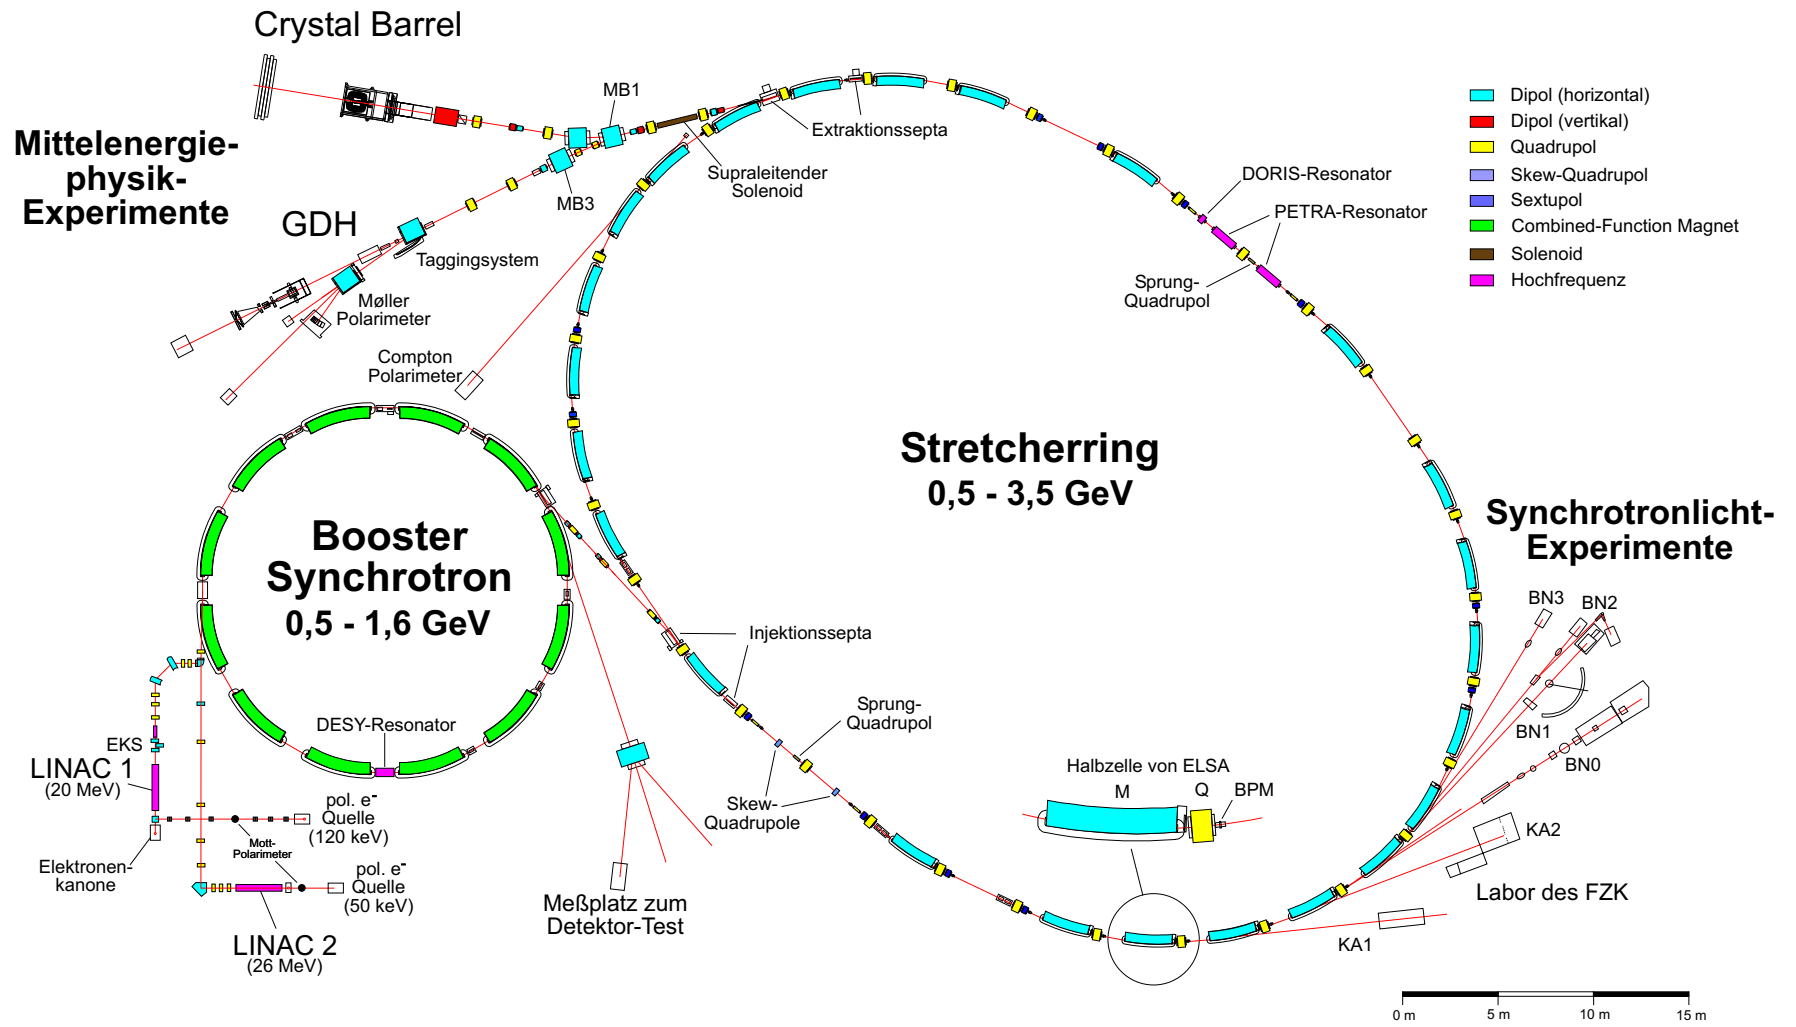 Crystal Barrel
MB1
Mittelenergie-
physik-
Experimente
Extraktionssepta
Supraleitender
Solenoid
MB3
GDH
Taggingsystem
Møller
Polarimeter
Compton
Polarimeter
Dipol (horizontal)
Dipol (vertikal)
Quadrupol
Skew-Quadrupol
Sextupol
Combined-Function Magnet
Solenoid
Hochfrequenz
DORIS-Resonator
PETRA-Resonator
Sprung-
Quadrupol
Stretcherring
0,5 - 3,5 GeV
Booster
Synchrotron
0,5 - 1,6 GeV
Synchrotronlicht-
Experimente
BN3
BN2
BN1
BN0
Injektionssepta
Sprung-
Quadrupol
Skew-
Quadrupole
DESY-Resonator
EKS
LINAC 1
(20 MeV)
pol. e-
Quelle
(120 keV)
Mott-
Polarimeter
Elektronen-
kanone
pol. e-
Quelle
(50 keV)
LINAC 2
(26 MeV)
Meßplatz zum
Detektor-Test
Halbzelle von ELSA
M
Q
BPM
KA2
Labor des FZK
KA1
0 m
5 m
10 m
15 m